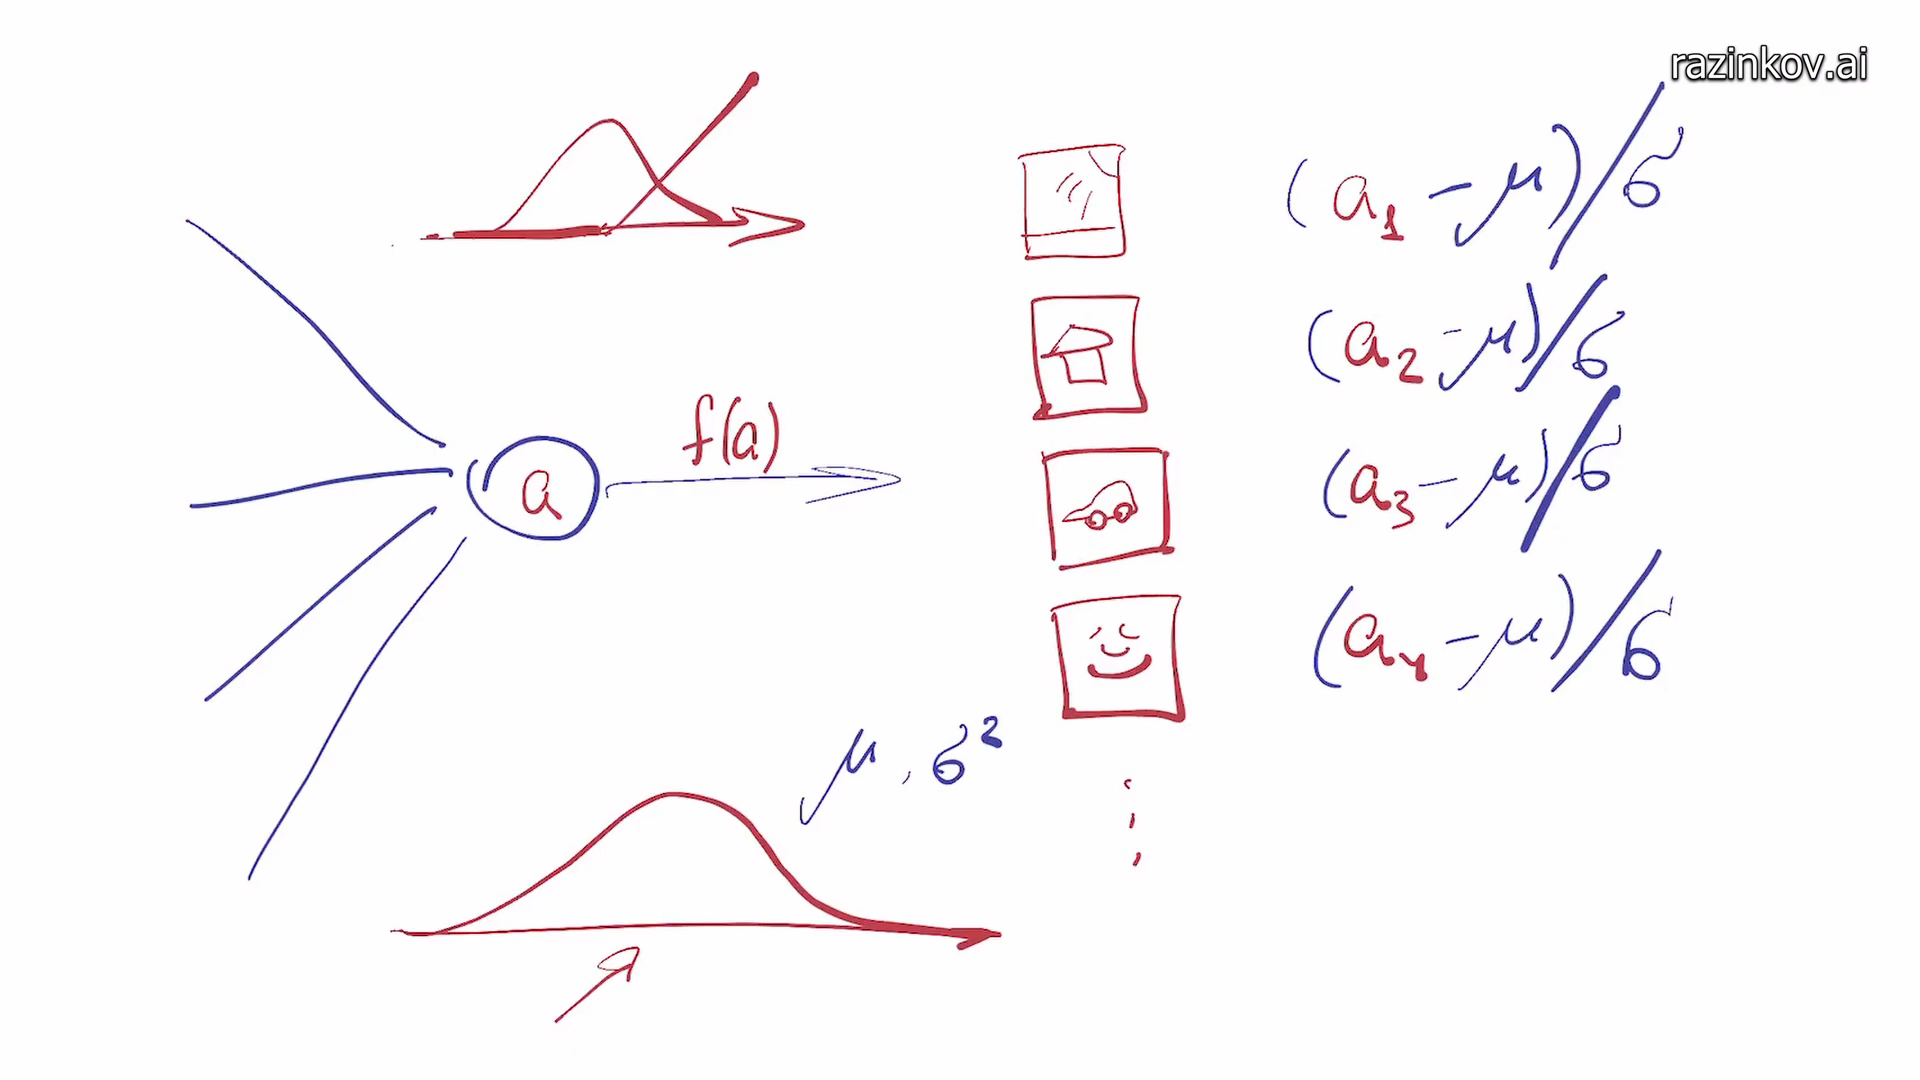 razinkov.ai
(a₁ - μ)/σ
(a₂ - μ)/σ
f(a)
a
(a₃ - μ)/σ
(a₄ - μ)/σ
μ, σ²